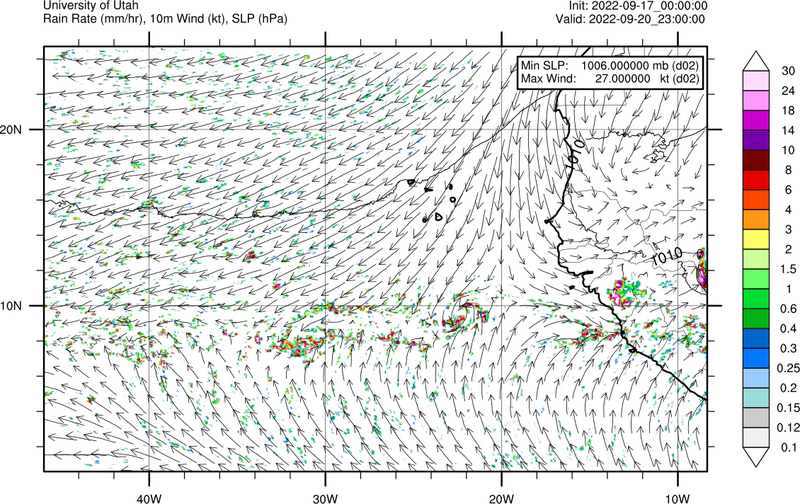 University of Utah
Init: 2022-09-17_00:00:00
Rain Rate (mm/hr), 10m Wind (kt), SLP (hPa)
Valid: 2022-09-20_23:00:00
Min SLP: 1006.000000 mb (d02)
Max Wind: 27.000000 kt (d02)
30
24
18
14
10
8
6
4
3
2
1.5
1
0.6
0.4
0.3
0.25
0.2
0.15
0.12
0.1
20N
10N
1010
1010
40W
30W
20W
10W